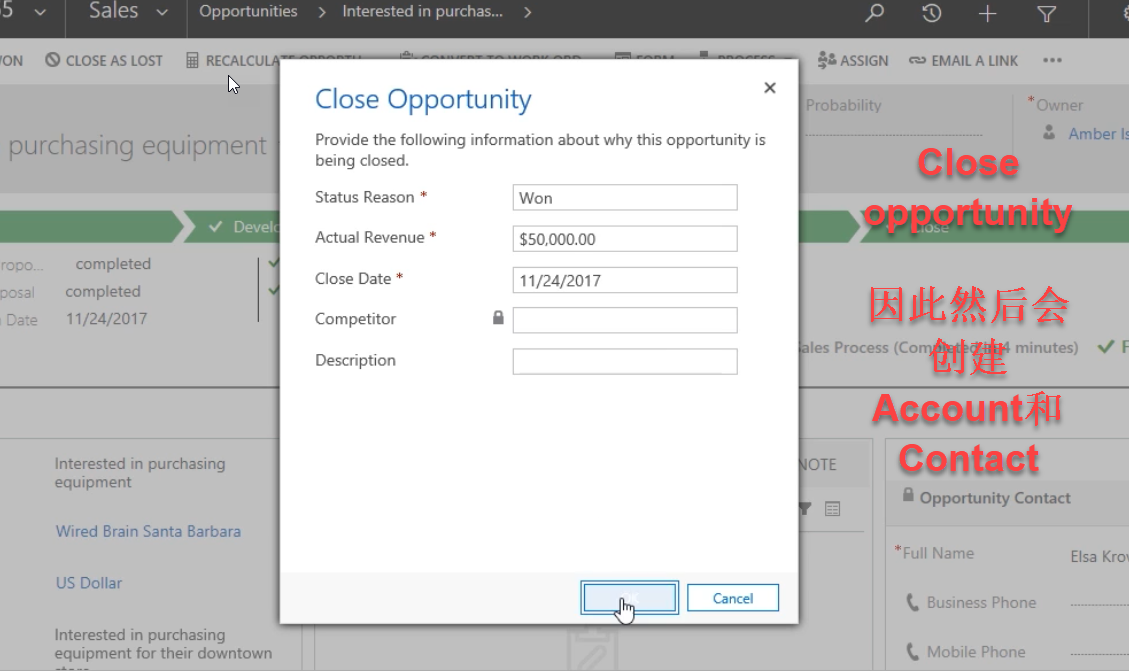 Sales
Opportunities > Interested in purchas... >
CLOSE AS LOST
ASSIGN
EMAIL A LINK
Close Opportunity
Provide the following information about why this opportunity is
being closed.
Status Reason *
Won
Actual Revenue *
$50,000.00
Close Date *
11/24/2017
Competitor
Description
Cancel
purchasing equipment
Probability
*Owner
Amber
Close
opportunity
completed
completed
Date
11/24/2017
因此然后会
创建
Account和
Contact
minutes)
Interested in purchasing
equipment
Wired Brain Santa Barbara
US Dollar
Interested in purchasing
equipment for their downtown
NOTE
Opportunity Contact
*Full Name
Elsa
Business Phone
Mobile Phone